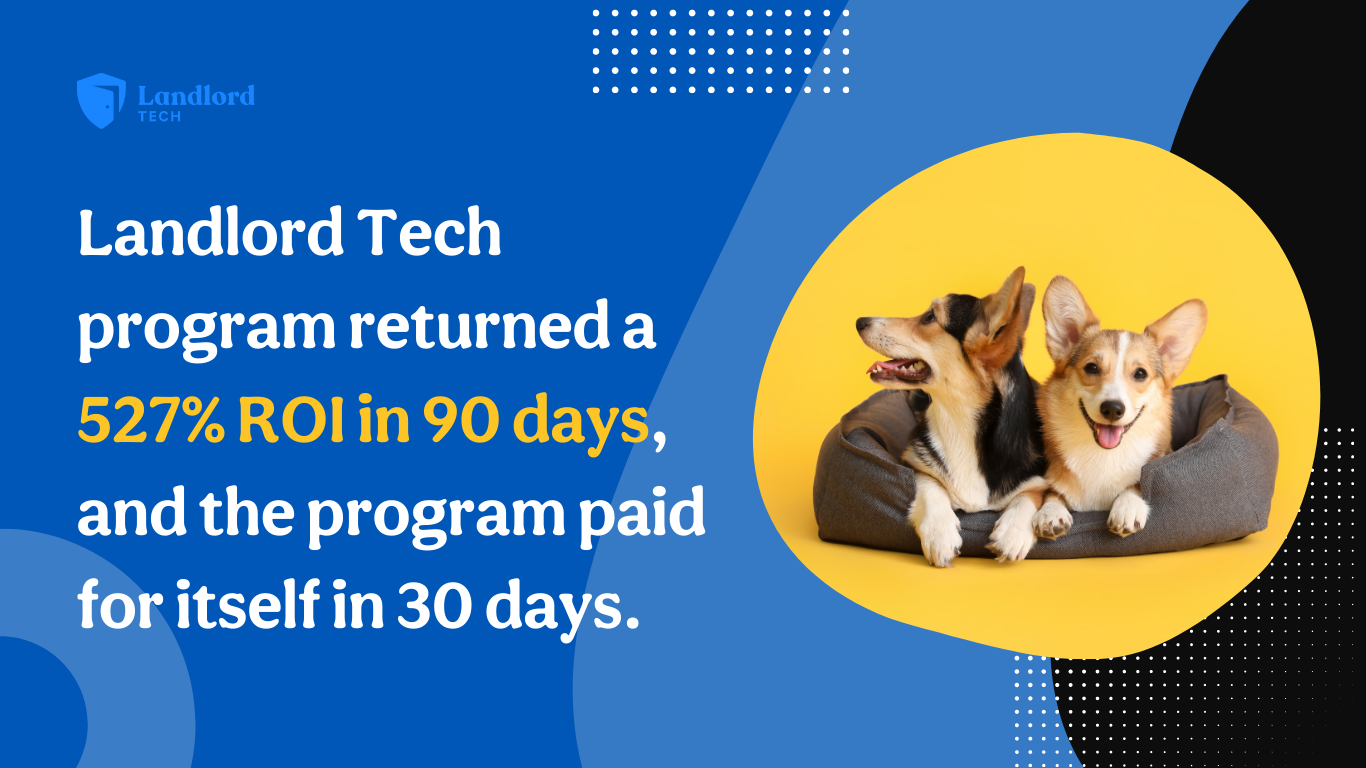 Landlord
TECH
Landlord Tech
program returned a
527% ROI in 90 days,
and the program paid
for itself in 30 days.